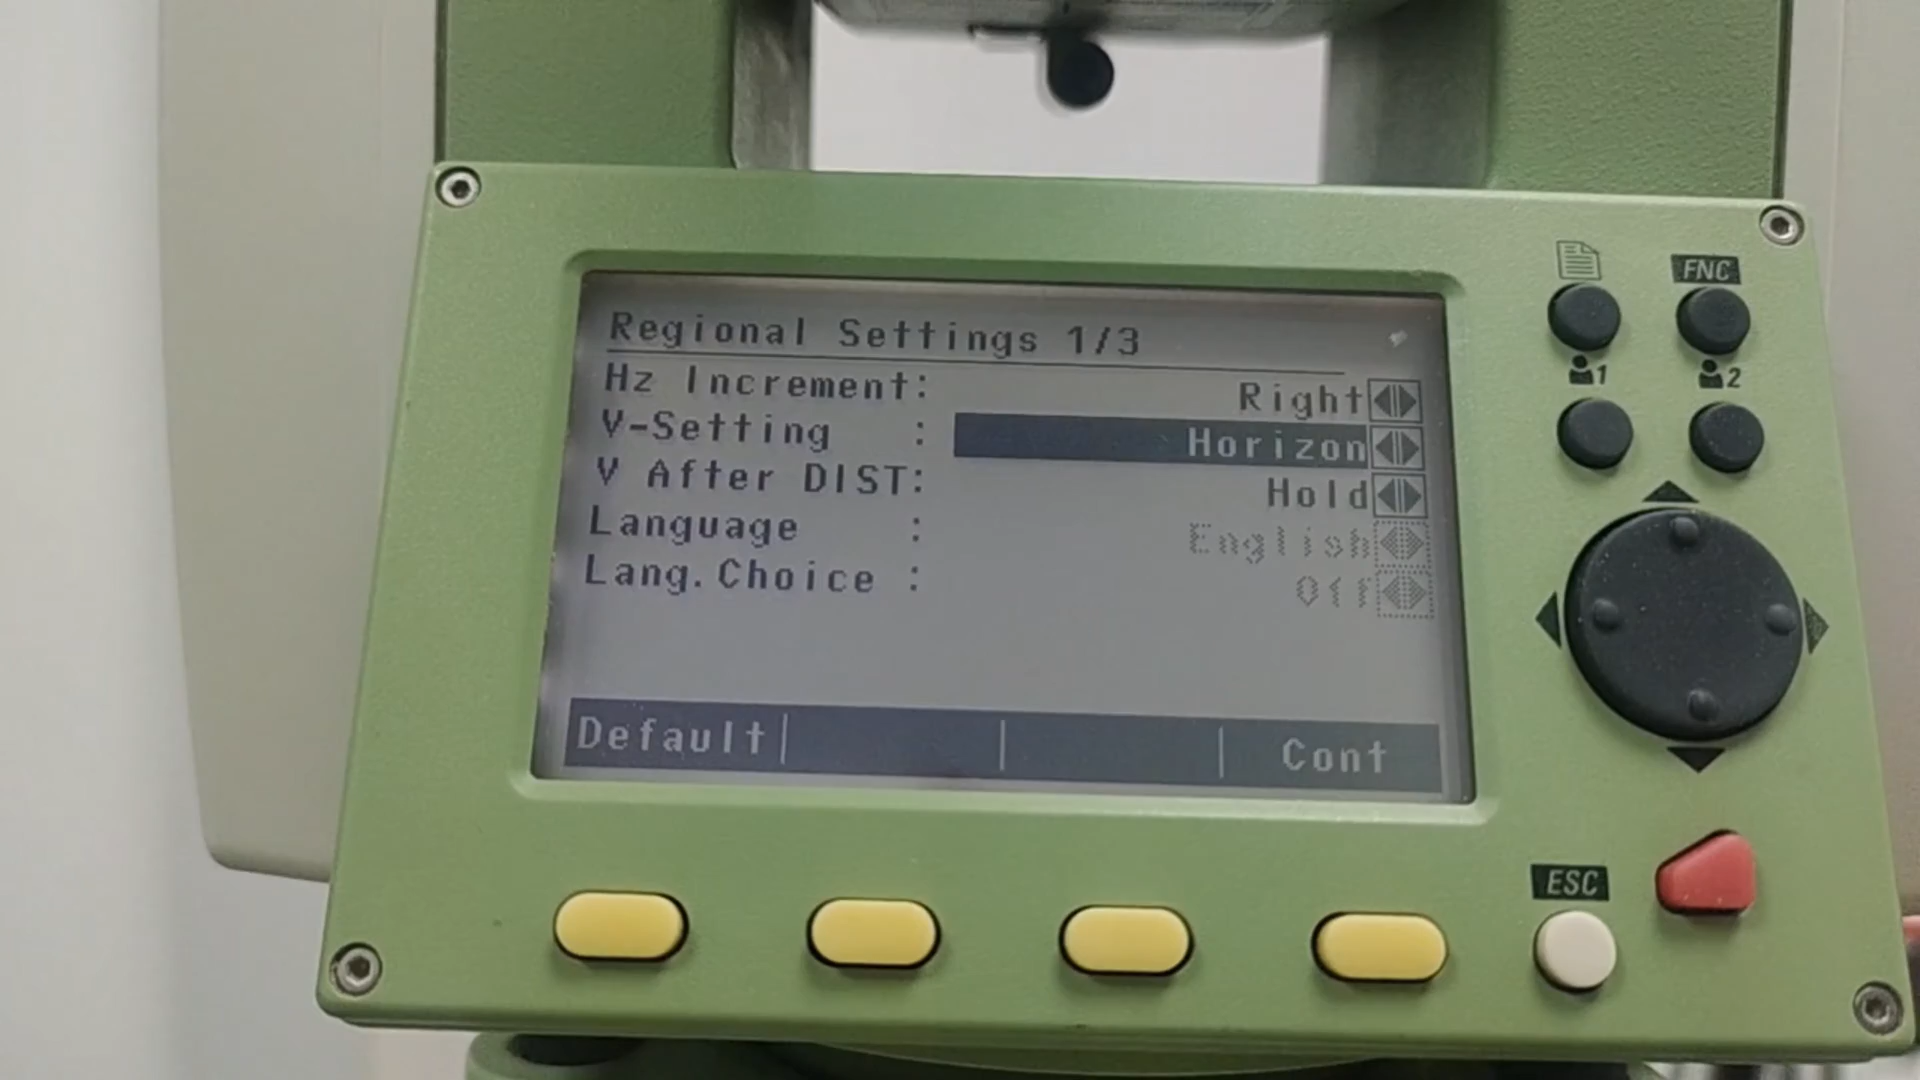 FNC
Regional Settings 1/3
Hz Increment: Right
1 2
V-Setting : Horizon
V After DIST: Hold
Language : English
Lang.Choice : Off
Default Cont
ESC